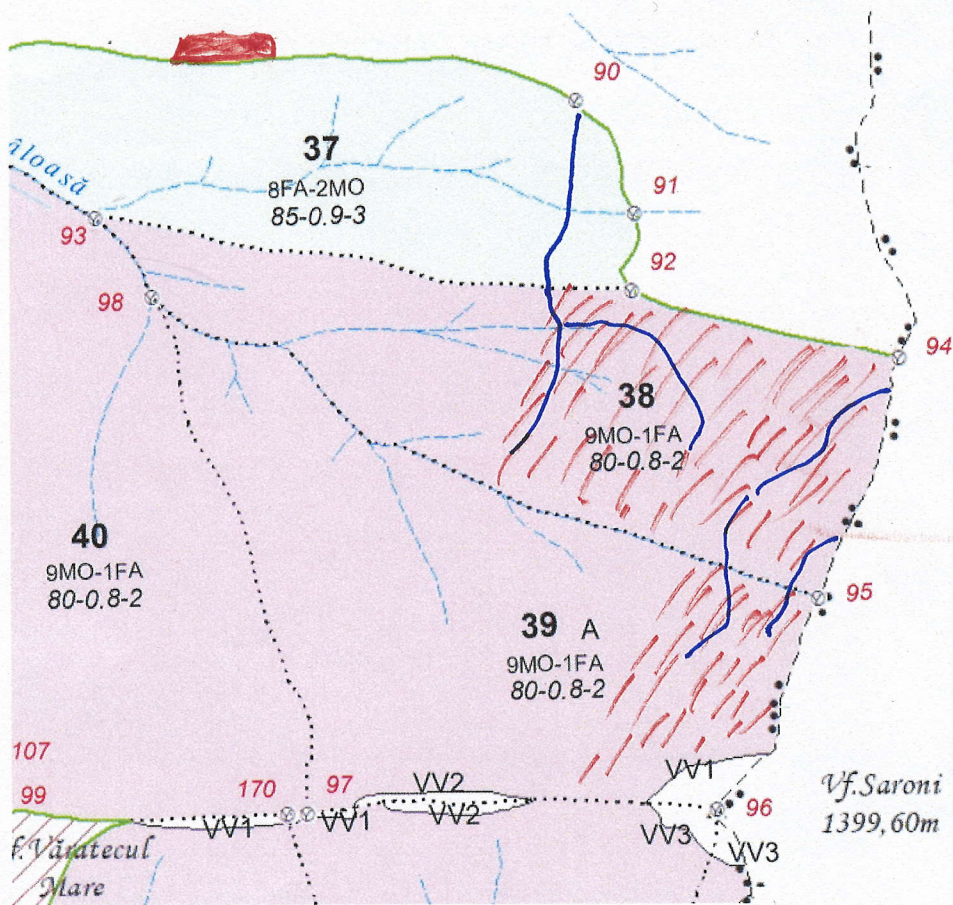 90
37
8FA-2MO
85-0.9-3
91
93
92
98
94
38
9MO-1FA
80-0.8-2
40
9MO-1FA
80-0.8-2
95
39 A
9MO-1FA
80-0.8-2
107
99
170
97
VV2
VV1
VV1
VV2
VV1
VV3
96
VV3
Vf.Saroni
1399,60m
Văratecul
Mare